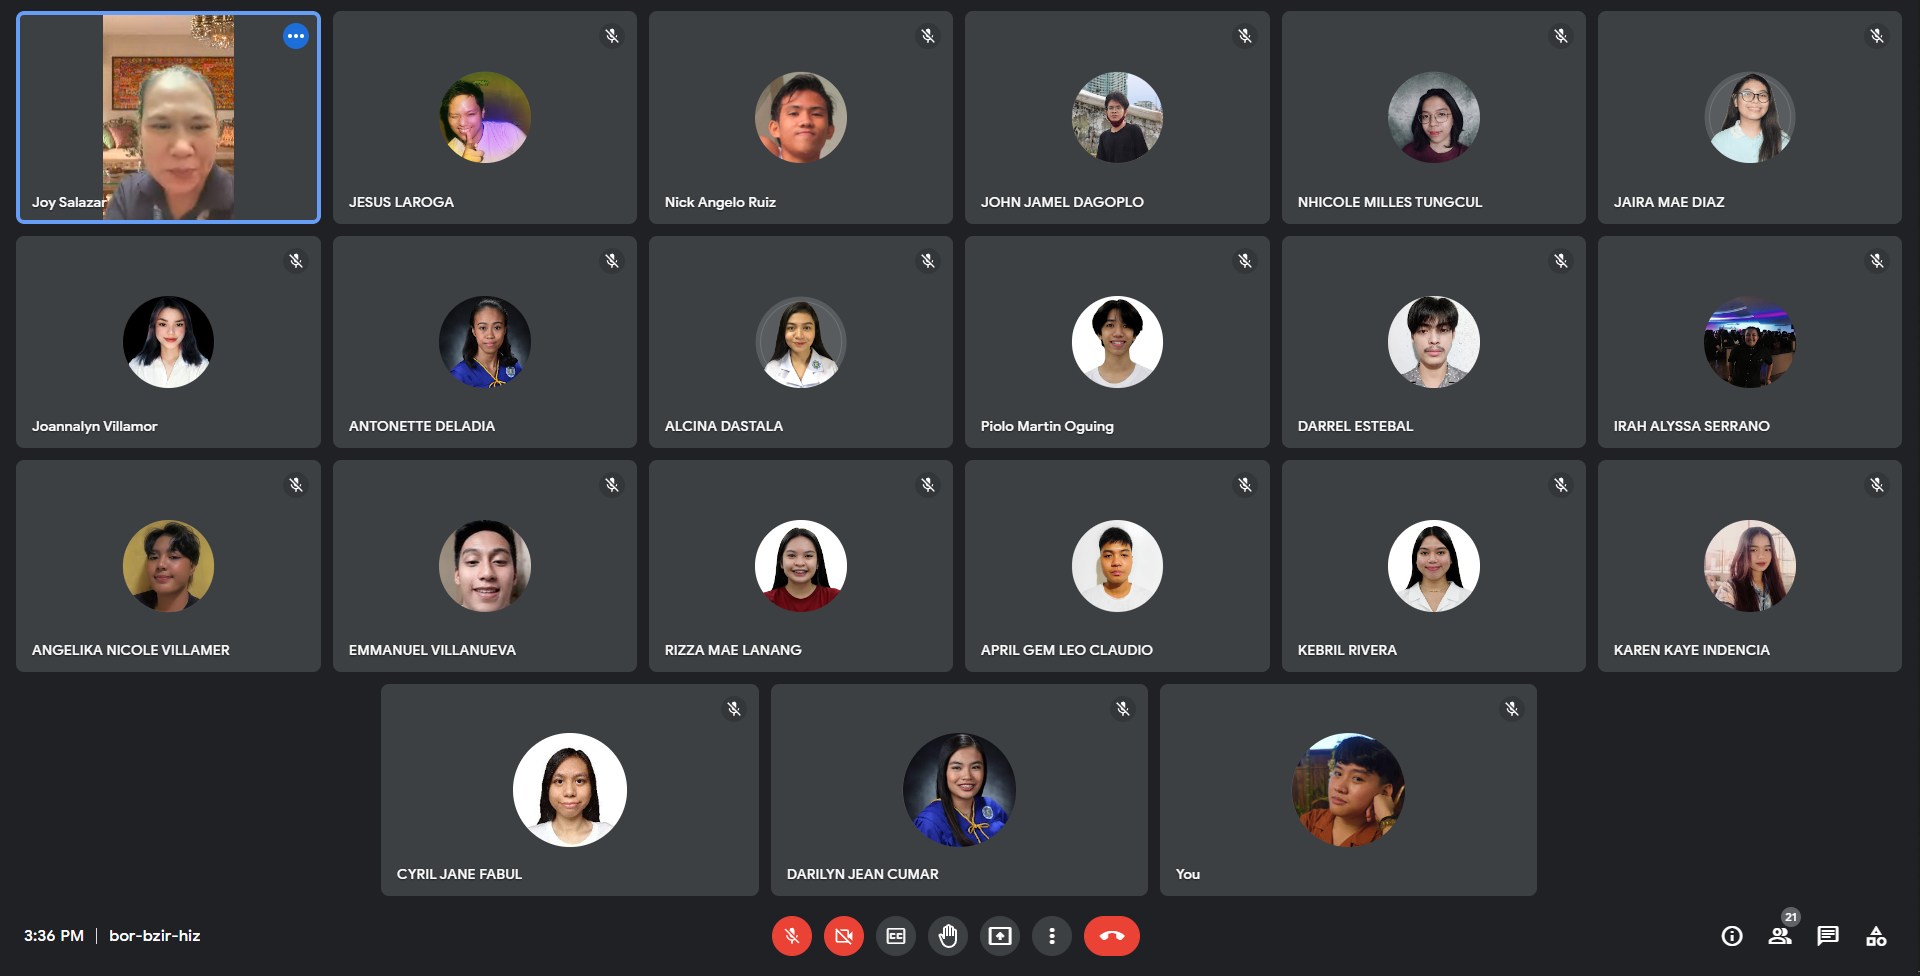 Joy Salazar
JESUS LAROGA
Nick Angelo Ruiz
JOHN JAMEL DAGOPLO
NHICOLE MILLES TUNGCUL
JAIRA MAE DIAZ
Joannalyn Villamor
ANTONETTE DELADIA
ALCINA DASTALA
Piolo Martin Oguing
DARREL ESTEBAL
IRAH ALYSSA SERRANO
ANGELIKA NICOLE VILLAMER
EMMANUEL VILLANUEVA
RIZZA MAE LANANG
APRIL GEM LEO CLAUDIO
KEBRIL RIVERA
KAREN KAYE INDENCIA
CYRIL JANE FABUL
DARILYN JEAN CUMAR
You
3:36 PM | bor-bzir-hiz
CC
21